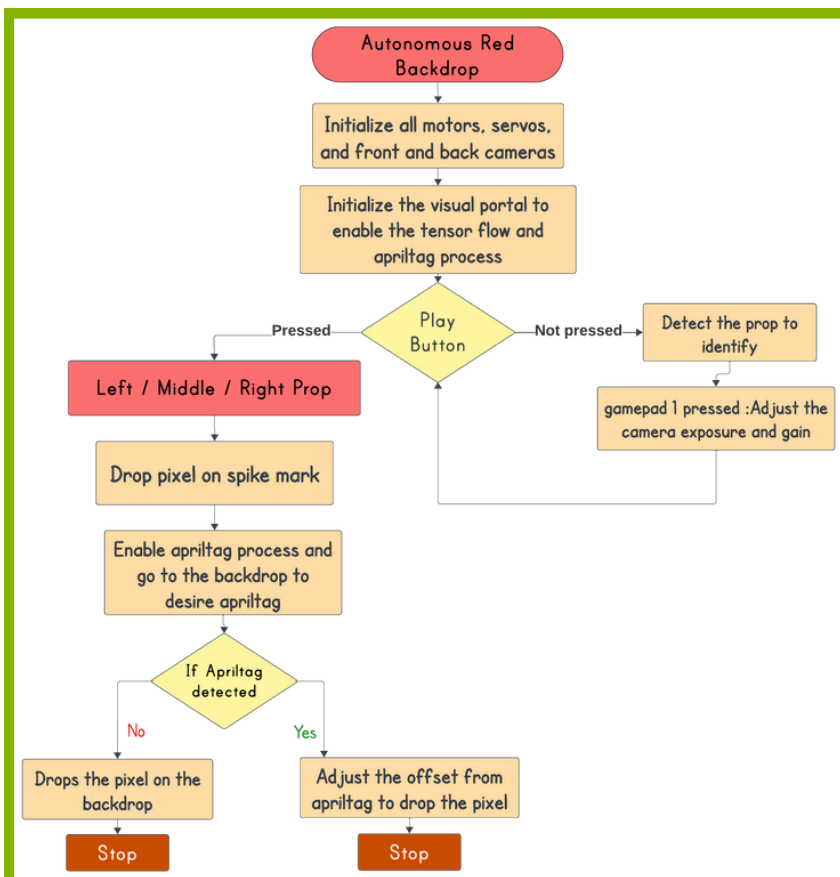 Autonomous Red
Backdrop
Initialize all motors, servos,
and front and back cameras
Initialize the visual portal to
enable the tensor flow and
apriltag process
Play
Button
Pressed
Not pressed
Detect the prop to
identify
gamepad 1 pressed :Adjust the
camera exposure and gain
Left / Middle / Right Prop
Drop pixel on spike mark
Enable apriltag process and
go to the backdrop to
desire apriltag
If Apriltag
detected
No
Yes
Drops the pixel on the
backdrop
Adjust the offset from
apriltag to drop the pixel
Stop
Stop